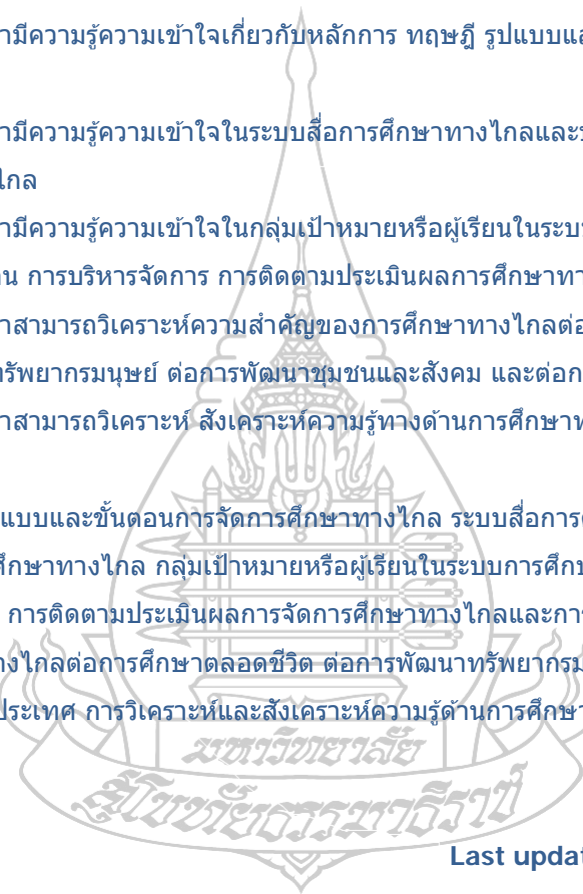 ามีความรู้ความเข้าใจเกี่ยวกับหลักการ ทฤษฎี รูปแบบแล
ามีความรู้ความเข้าใจในระบบสื่อการศึกษาทางไกลและ
ไกล
ามีความรู้ความเข้าใจในกลุ่มเป้าหมายหรือผู้เรียนในระบ
าน การบริหารจัดการ การติดตามประเมินผลการศึกษาทา
าสามารถวิเคราะห์ความสำคัญของการศึกษาทางไกลต่อ
ทรัพยากรมนุษย์ ต่อการพัฒนาชุมชนและสังคม และต่อก
าสามารถวิเคราะห์ สังเคราะห์ความรู้ทางด้านการศึกษาท
แบบและขั้นตอนการจัดการศึกษาทางไกล ระบบสื่อการ
ศึกษาทางไกล กลุ่มเป้าหมายหรือผู้เรียนในระบบการศึกษ
การติดตามประเมินผลการจัดการศึกษาทางไกลและการ
างไกลต่อการศึกษาตลอดชีวิต ต่อการพัฒนาทรัพยากรม
ประเทศ การวิเคราะห์และสังเคราะห์ความรู้ด้านการศึกษา
มหาวิทยาลัย
สุโขทัยธรรมาธิราช
Last updat